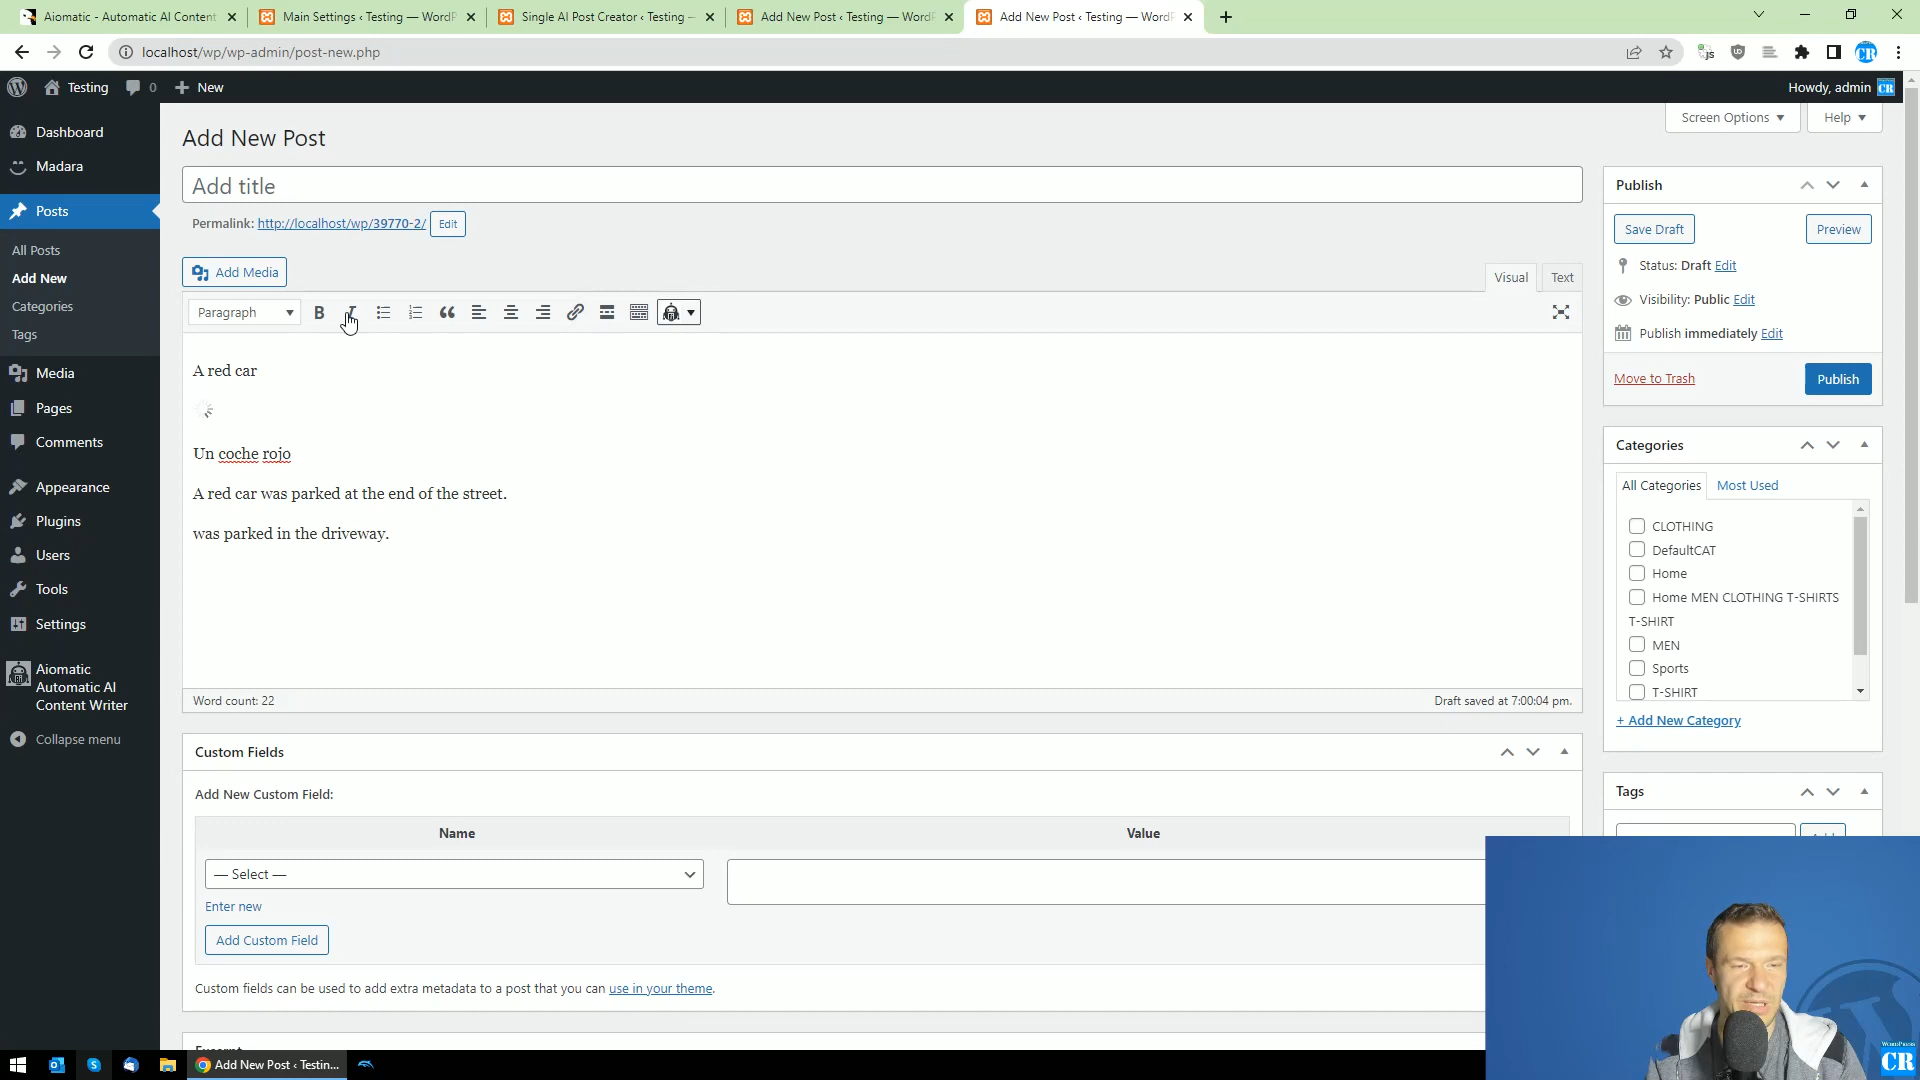 Aiomatic - Automatic AI Content
Main Settings ‹ Testing — WordP
Single AI Post Creator ‹ Testing —
Add New Post ‹ Testing — WordP
Add New Post ‹ Testing — WordP
localhost/wp/wp-admin/post-new.php
Testing
0
New
Howdy, admin
Dashboard
Madara
Posts
All Posts
Add New
Categories
Tags
Media
Pages
Comments
Appearance
Plugins
Users
Tools
Settings
Aiomatic
Automatic AI
Content Writer
Collapse menu
Screen Options
Help
Add New Post
Add title
Permalink: http://localhost/wp/39770-2/ Edit
Add Media
Visual
Text
Paragraph
B
I
A red car
Un coche rojo
A red car was parked at the end of the street.
was parked in the driveway.
Word count: 22
Draft saved at 7:00:04 pm.
Custom Fields
Add New Custom Field:
Name
Value
— Select —
Enter new
Add Custom Field
Custom fields can be used to add extra metadata to a post that you can use in your theme.
Publish
Save Draft
Preview
Status: Draft Edit
Visibility: Public Edit
Publish immediately Edit
Move to Trash
Publish
Categories
All Categories
Most Used
CLOTHING
DefaultCAT
Home
Home MEN CLOTHING T-SHIRTS
T-SHIRT
MEN
Sports
T-SHIRT
+ Add New Category
Tags
Add New Post ‹ Testin...
WORDPRESS
CR